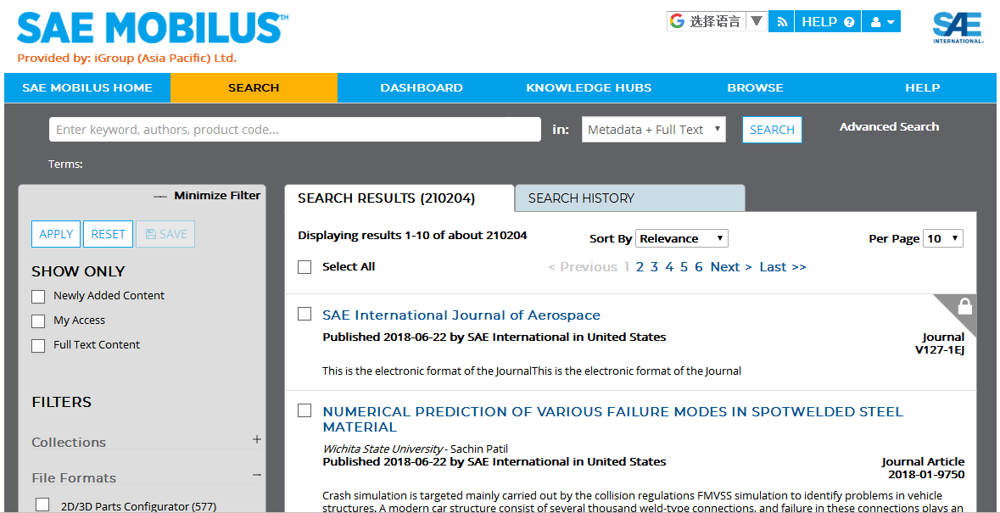 SAE MOBILUS™
Provided by: iGroup (Asia Pacific) Ltd.
G 选择语言 ▼
HELP
SAE
INTERNATIONAL.
SAE MOBILUS HOME SEARCH DASHBOARD KNOWLEDGE HUBS BROWSE HELP
Enter keyword, authors, product code... in: Metadata + Full Text SEARCH Advanced Search
Terms:
— Minimize Filter
APPLY RESET SAVE
SHOW ONLY
Newly Added Content
My Access
Full Text Content
FILTERS
Collections +
File Formats −
2D/3D Parts Configurator (577)
SEARCH RESULTS (210204) SEARCH HISTORY
Displaying results 1-10 of about 210204 Sort By Relevance Per Page 10
Select All < Previous 1 2 3 4 5 6 Next > Last >>
SAE International Journal of Aerospace
Published 2018-06-22 by SAE International in United States
Journal
V127-1EJ
This is the electronic format of the JournalThis is the electronic format of the Journal
NUMERICAL PREDICTION OF VARIOUS FAILURE MODES IN SPOTWELDED STEEL
MATERIAL
Wichita State University - Sachin Patil
Published 2018-06-22 by SAE International in United States
Journal Article
2018-01-9750
Crash simulation is targeted mainly carried out by the collision regulations FMVSS simulation to identify problems in vehicle
structures. A modern car structure consist of several thousand weld-type connections, and failure in these connections plays an